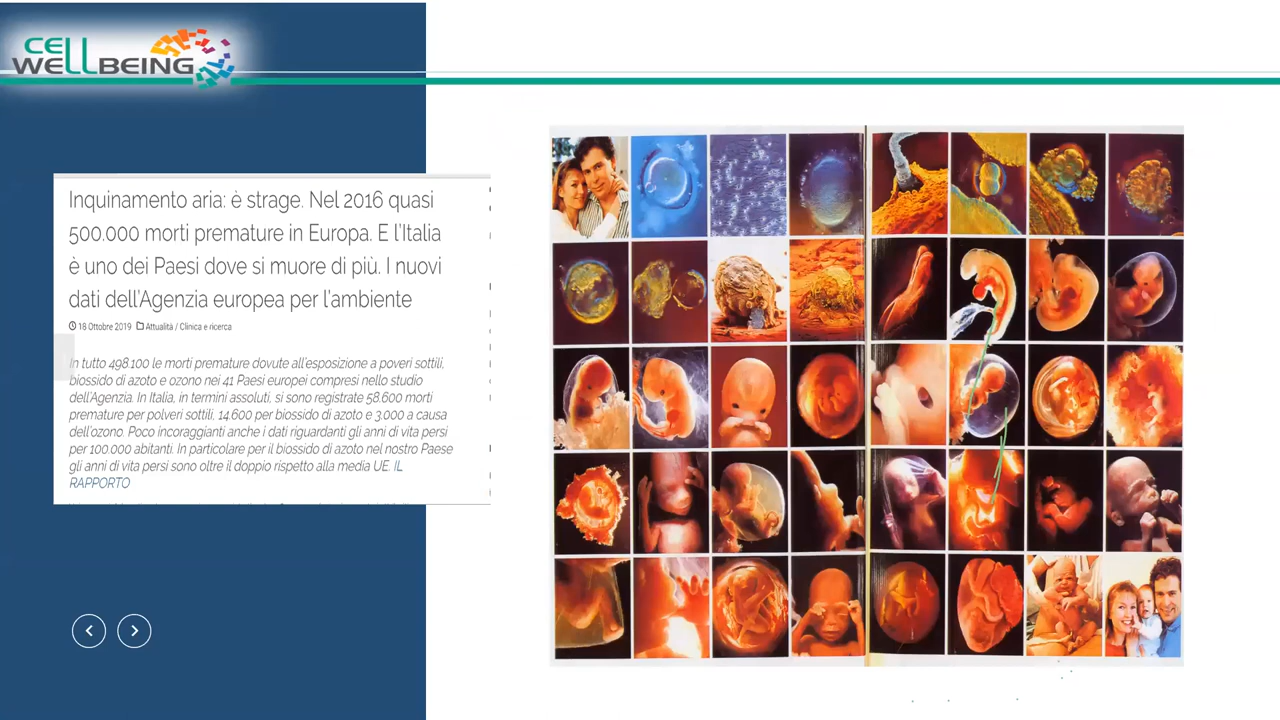 CELL
WELLBEING
Inquinamento aria: è strage. Nel 2016 quasi
500.000 morti premature in Europa. E l'Italia
è uno dei Paesi dove si muore di più. I nuovi
dati dell'Agenzia europea per l'ambiente
18 Ottobre 2019 Attualità / Clinica e ricerca
In tutto 498.100 le morti premature dovute all'esposizione a poveri sottili,
biossido di azoto e ozono nei 41 Paesi europei compresi nello studio
dell'Agenzia. In Italia, in termini assoluti, si sono registrate 58.600 morti
premature per polveri sottili, 14.600 per biossido di azoto e 3.000 a causa
dell'ozono. Poco incoraggianti anche i dati riguardanti gli anni di vita persi
per 100.000 abitanti. In particolare per il biossido di azoto nel nostro Paese
gli anni di vita persi sono oltre il doppio rispetto alla media UE. IL
RAPPORTO